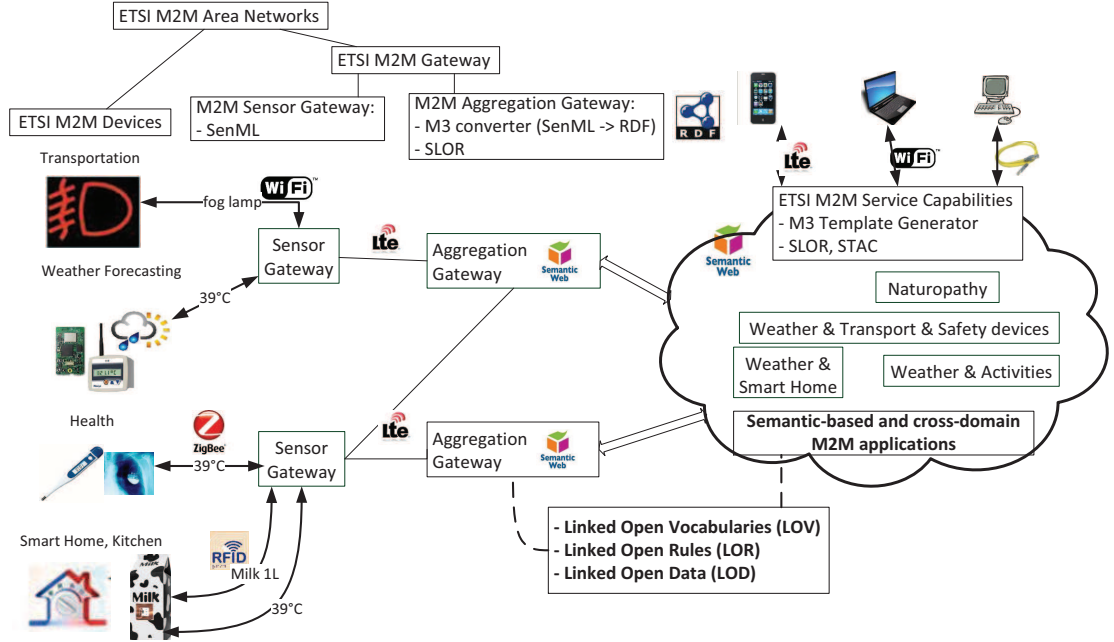 ETSI M2M Area Networks
ETSI M2M Gateway
ETSI M2M Devices
M2M Sensor Gateway:
- SenML
M2M Aggregation Gateway:
- M3 converter (SenML -> RDF)
- SLOR
RDF
Lte
Wi Fi™
ETSI M2M Service Capabilities
- M3 Template Generator
- SLOR, STAC
Transportation
Wi Fi™
fog lamp
Sensor
Gateway
Lte
Aggregation
Gateway
Semantic
Web
Semantic
Web
Naturopathy
Weather & Transport & Safety devices
Weather &
Smart Home
Weather & Activities
Semantic-based and cross-domain
M2M applications
Weather Forecasting
39°C
Health
ZigBee
39°C
Sensor
Gateway
Lte
Aggregation
Gateway
Semantic
Web
- Linked Open Vocabularies (LOV)
- Linked Open Rules (LOR)
- Linked Open Data (LOD)
Smart Home, Kitchen
RFID
Milk 1L
Milk
39°C